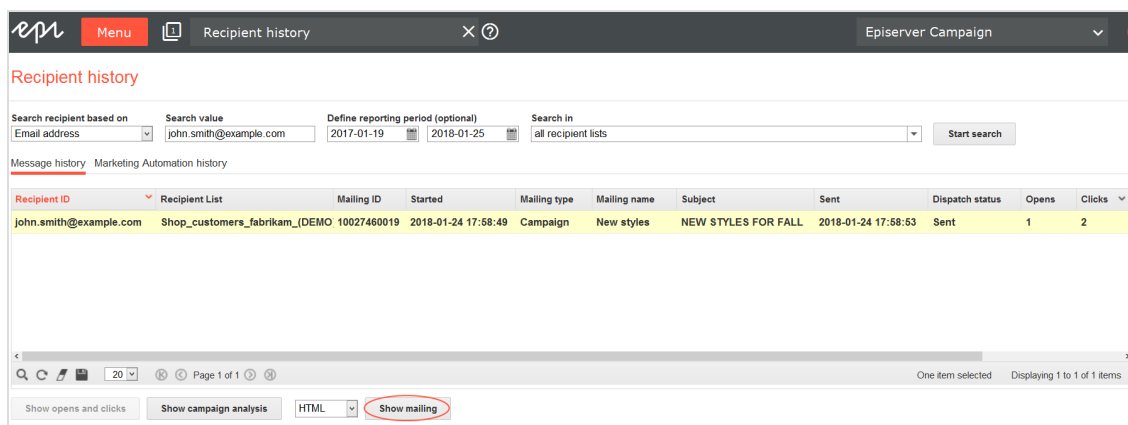 epi Menu 1 Recipient history Episerver Campaign
Recipient history
Search recipient based on Search value Define reporting period (optional) Search in
Email address john.smith@example.com 2017-01-19 2018-01-25 all recipient lists Start search
Message history Marketing Automation history
Recipient ID Recipient List Mailing ID Started Mailing type Mailing name Subject Sent Dispatch status Opens Clicks
john.smith@example.com Shop_customers_fabrikam_(DEMO 10027460019 2018-01-24 17:58:49 Campaign New styles NEW STYLES FOR FALL 2018-01-24 17:58:53 Sent 1 2
20 Page 1 of 1 One item selected Displaying 1 to 1 of 1 items
Show opens and clicks Show campaign analysis HTML Show mailing